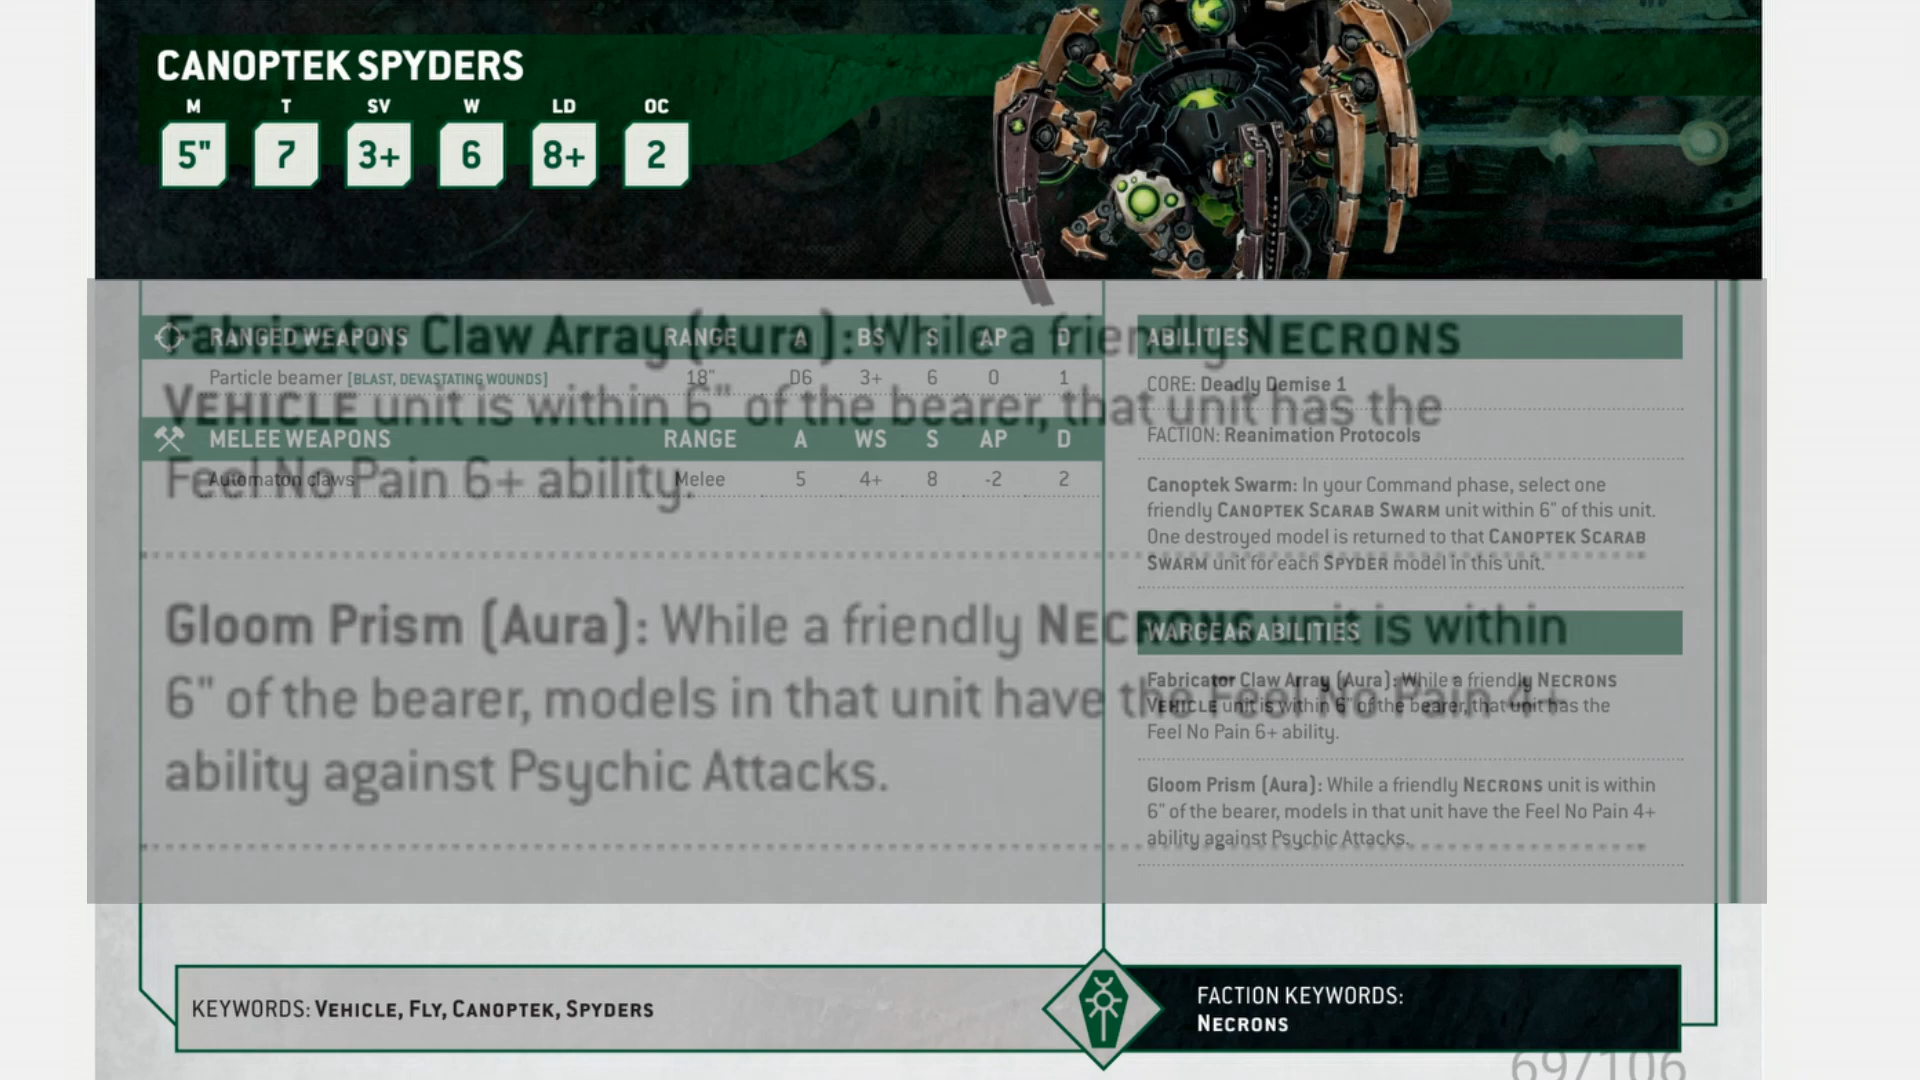 CANOPTEK SPYDERS
M T SV W LD OC
5" 7 3+ 6 8+ 2
RANGED WEAPONS RANGE A BS S AP D
Particle beamer [BLAST, DEVASTATING WOUNDS] 18" D6 3+ 6 0 1
MELEE WEAPONS RANGE A WS S AP D
Automaton claws Melee 5 4+ 8 -2 2
Fabricator Claw Array (Aura): While a friendly NECRONS
VEHICLE unit is within 6" of the bearer, that unit has the
Feel No Pain 6+ ability.
Gloom Prism (Aura): While a friendly NECRONS unit is within
6" of the bearer, models in that unit have the Feel No Pain 4+
ability against Psychic Attacks.
ABILITIES
CORE: Deadly Demise 1
FACTION: Reanimation Protocols
Canoptek Swarm: In your Command phase, select one
friendly CANOPTEK SCARAB SWARM unit within 6" of this unit.
One destroyed model is returned to that CANOPTEK SCARAB
SWARM unit for each SPYDER model in this unit.
WARGEAR ABILITIES
Fabricator Claw Array (Aura): While a friendly NECRONS
VEHICLE unit is within 6" of the bearer, that unit has the
Feel No Pain 6+ ability.
Gloom Prism (Aura): While a friendly NECRONS unit is within
6" of the bearer, models in that unit have the Feel No Pain 4+
ability against Psychic Attacks.
KEYWORDS: VEHICLE, FLY, CANOPTEK, SPYDERS
FACTION KEYWORDS:
NECRONS
69/106